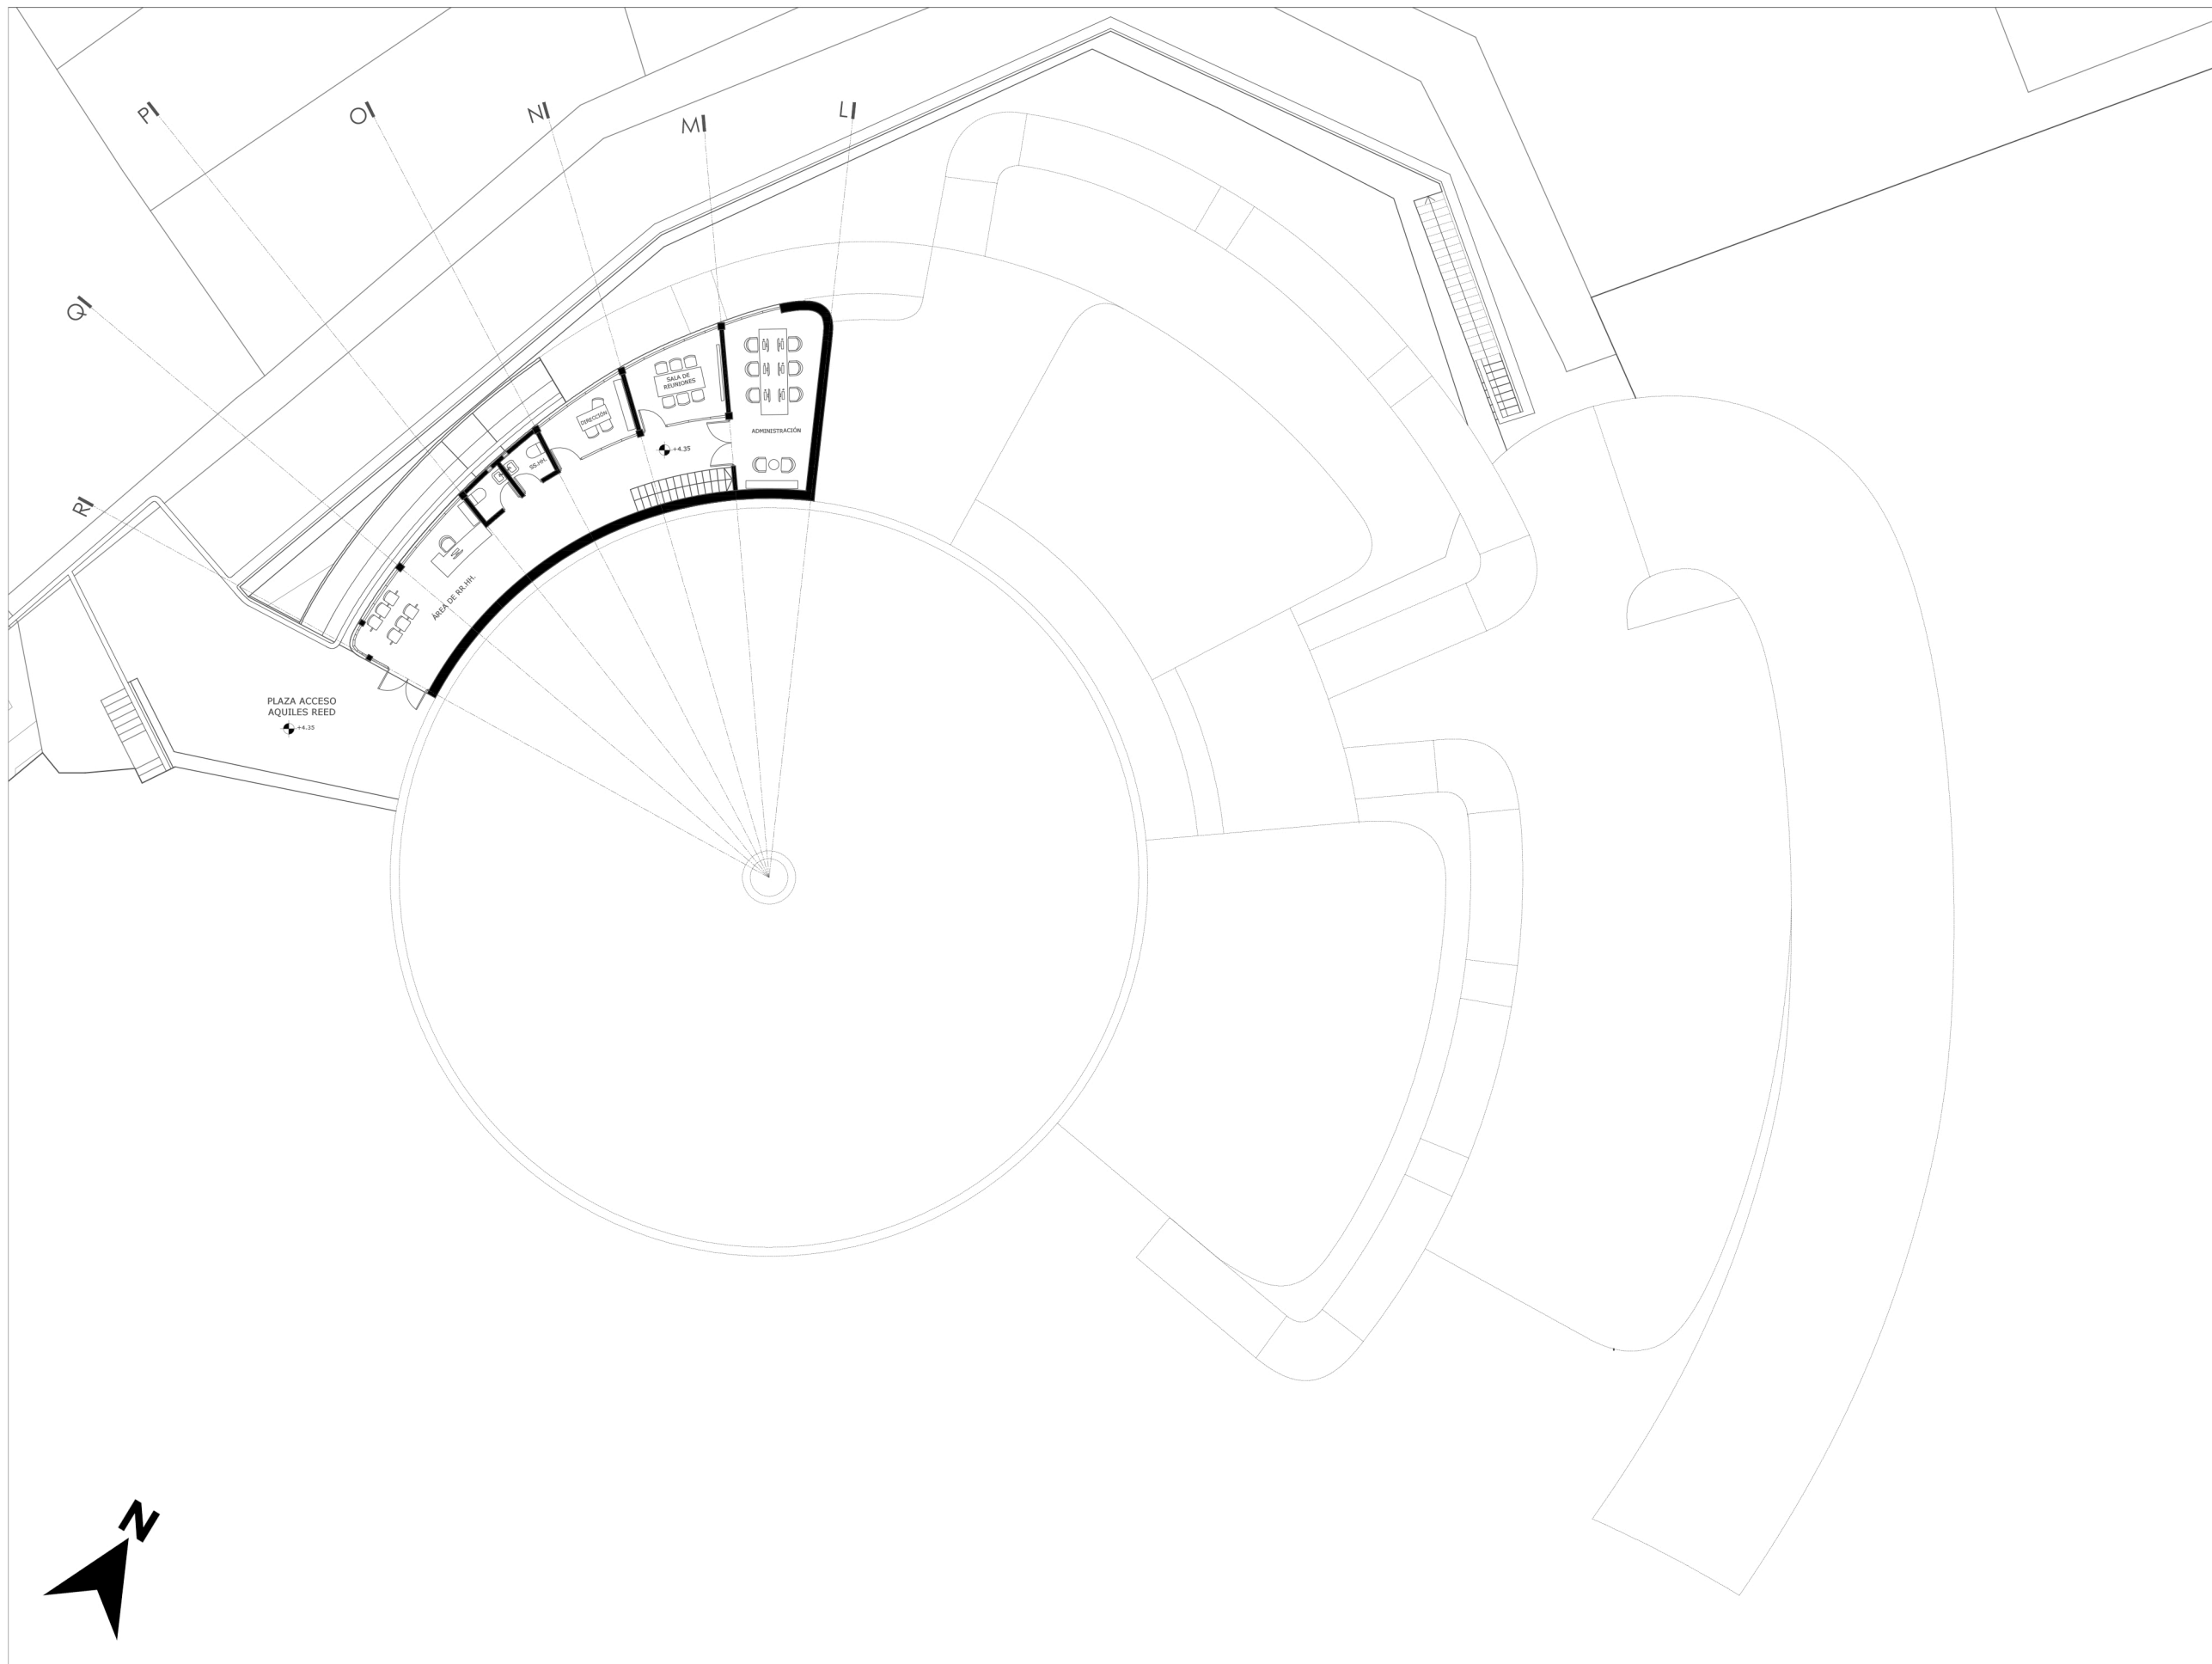 P
O
N
M
L
Q
R
SALA DE
REUNIONES
DIRECCIÓN
ADMINISTRACIÓN
+4.35
SS.HH.
ÁREA DE RR.HH.
PLAZA ACCESO
AQUILES REED
+4.35
N